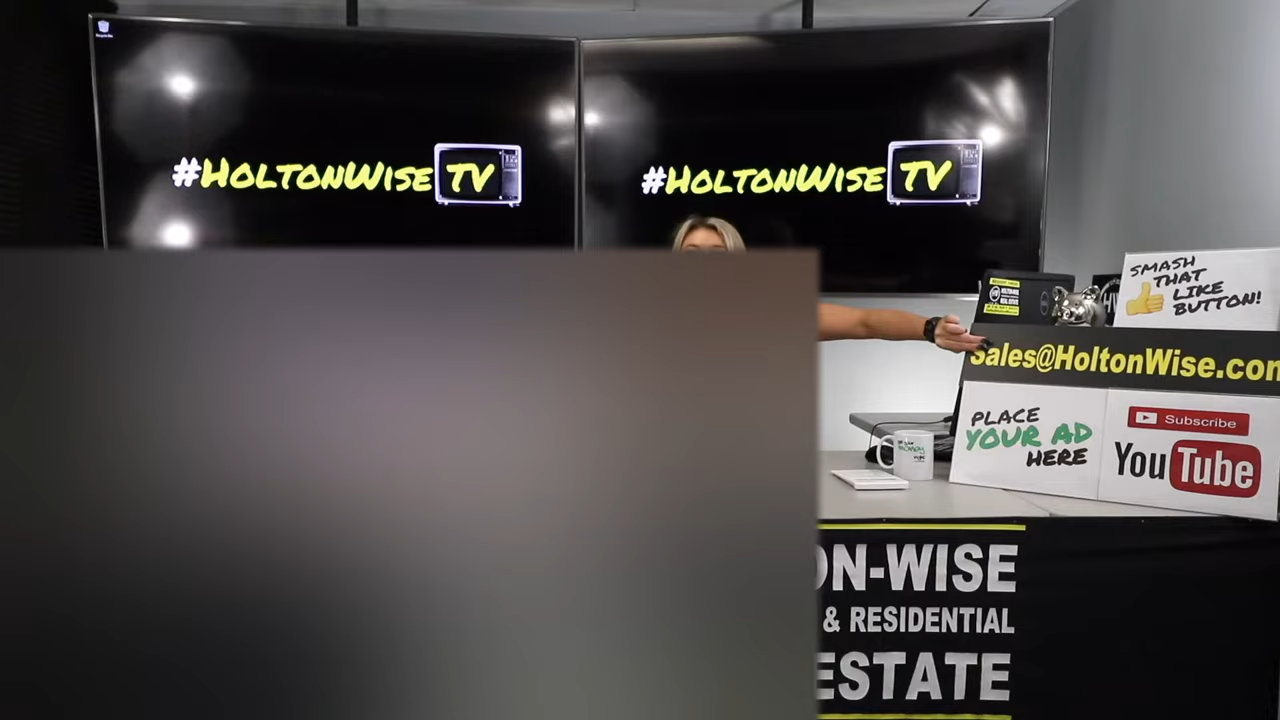 #HOLTONWISE TV
#HOLTONWISE TV
SMASH
THAT
LIKE
BUTTON!
Sales@HoltonWise.com
PLACE
YOUR AD
HERE
Subscribe
YouTube
ON-WISE
& RESIDENTIAL
ESTATE